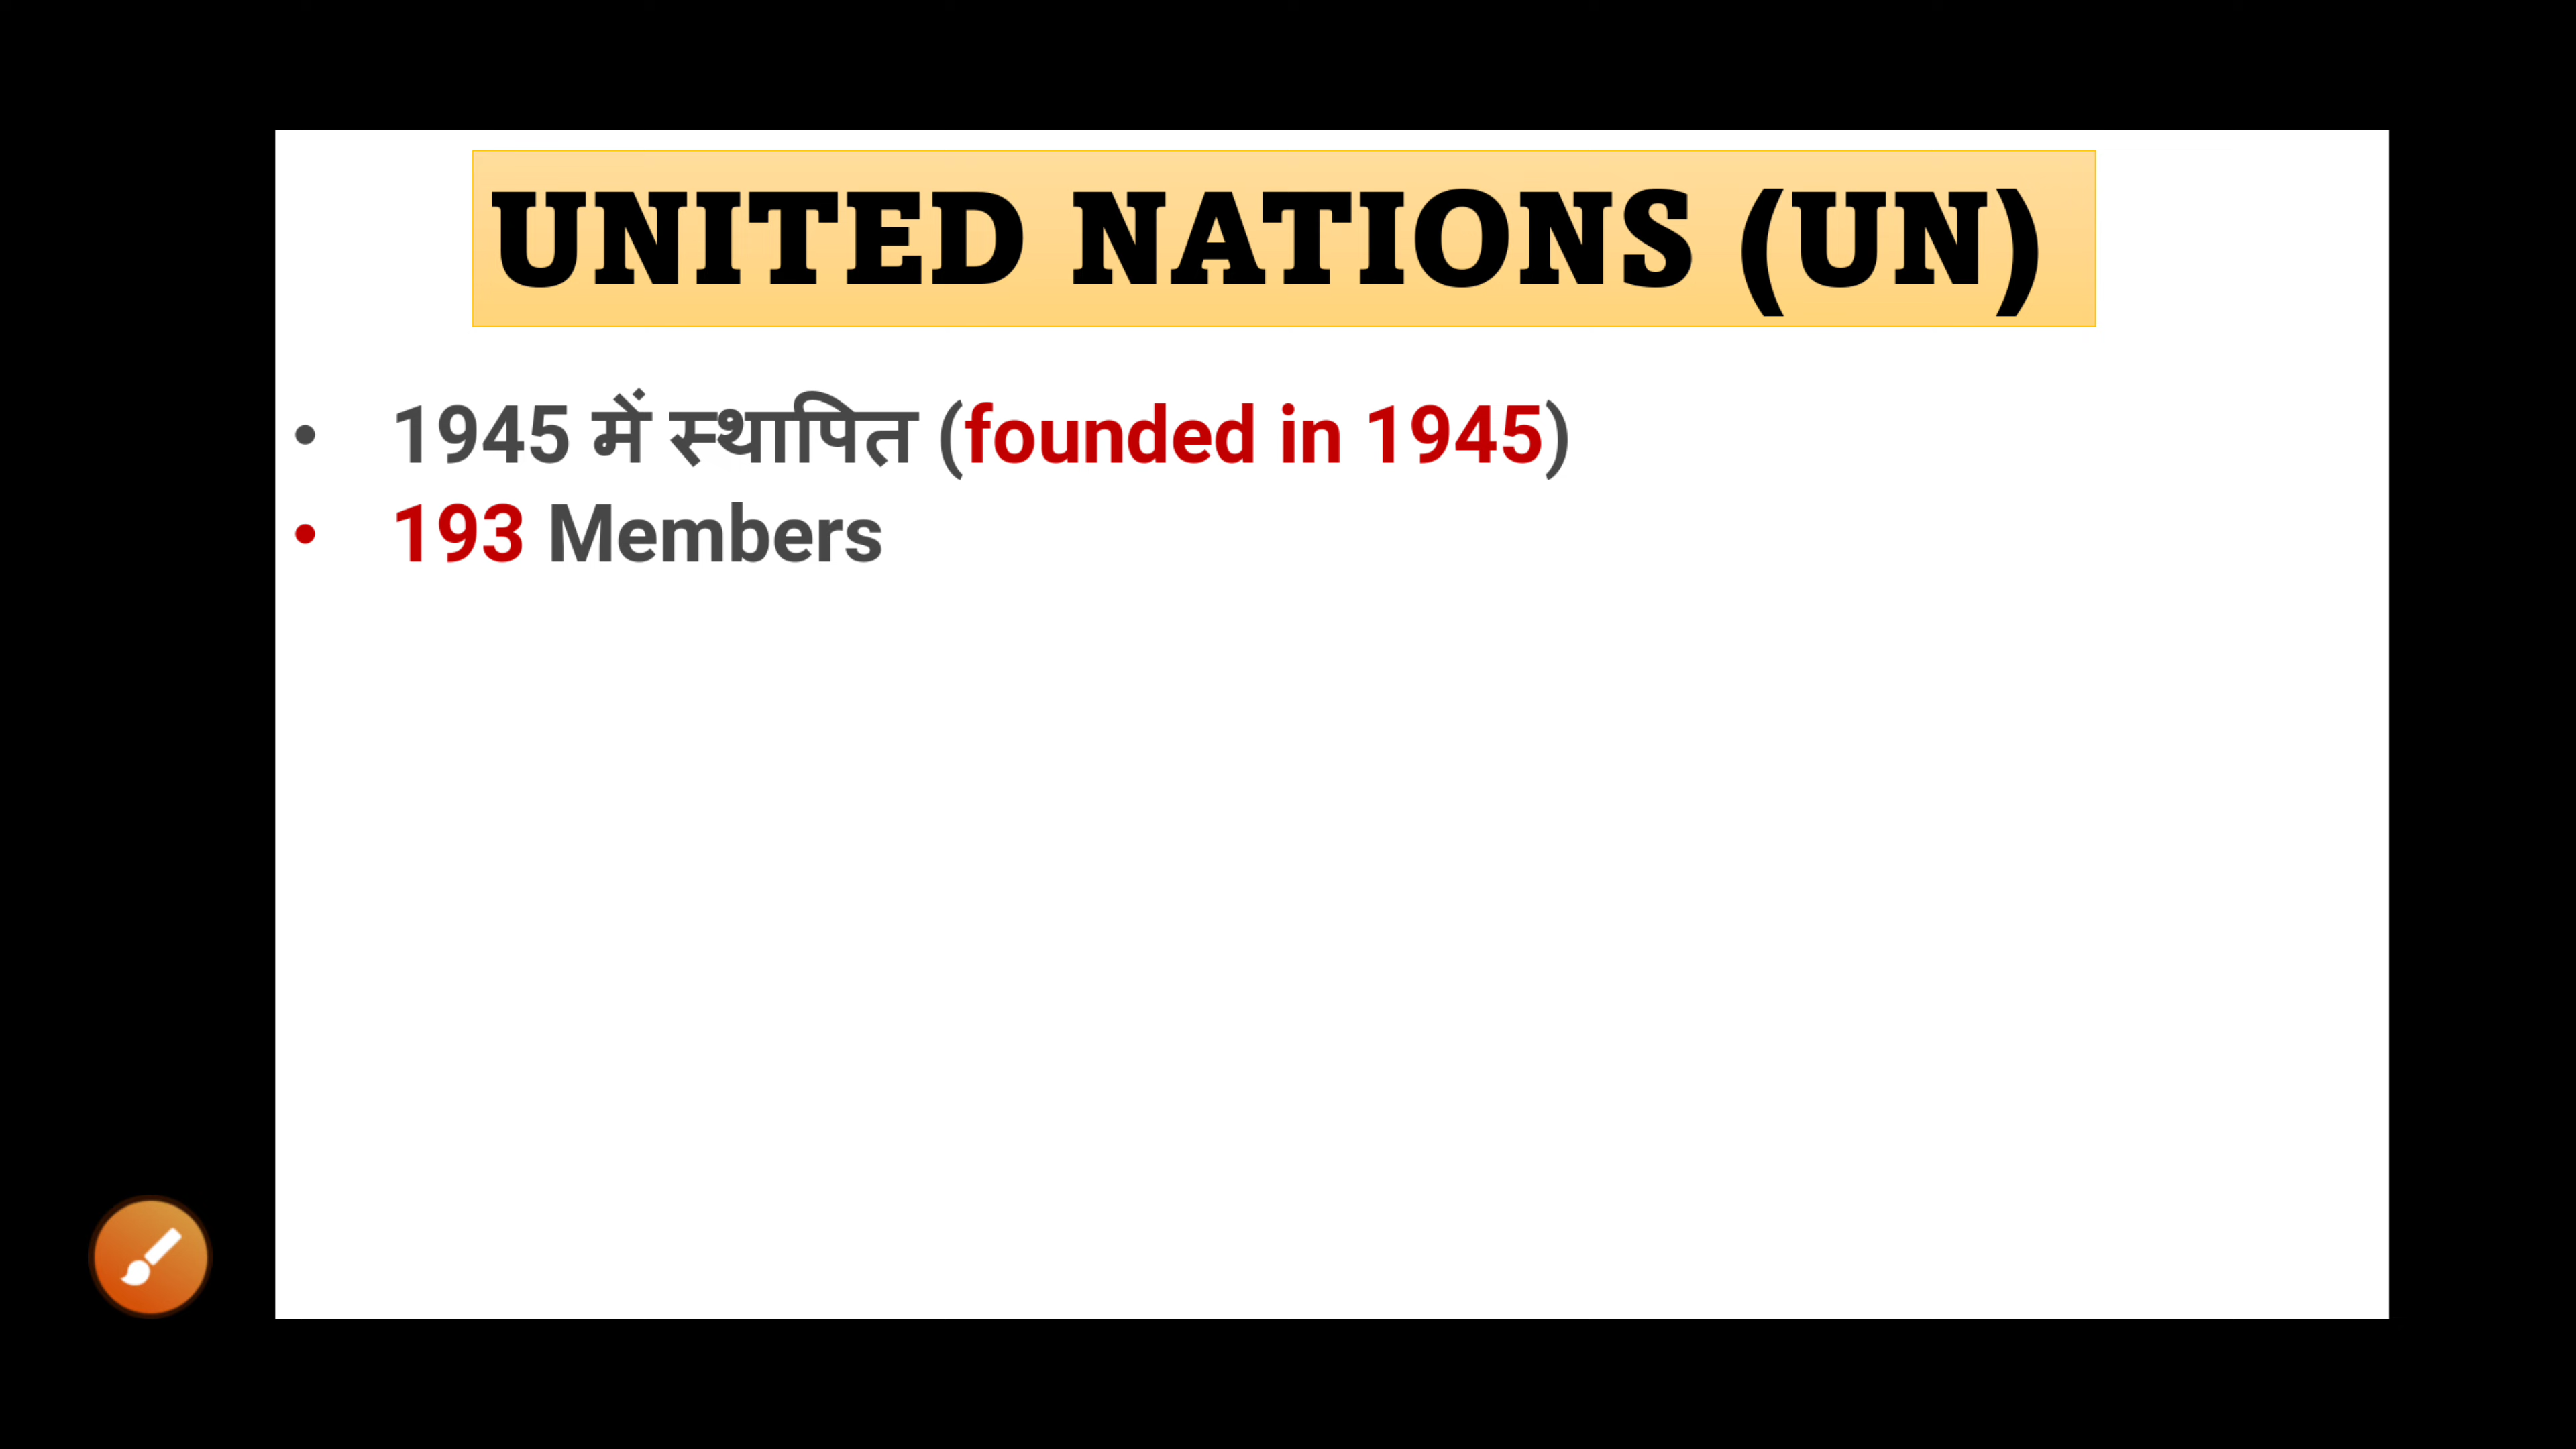 UNITED NATIONS (UN)
• 1945 में स्थापित (founded in 1945)
• 193 Members